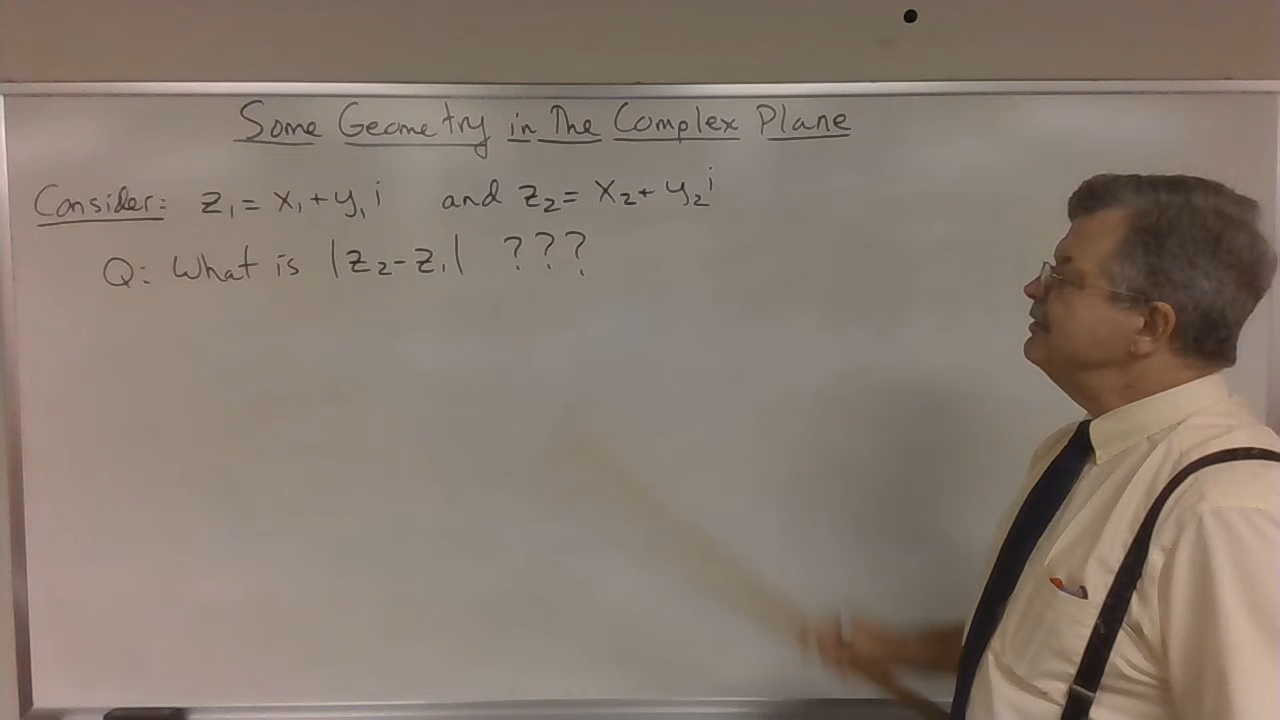 Some Geometry in The Complex Plane
Consider: z₁ = x₁ + y₁ i and z₂ = x₂ + y₂ i
Q: What is |z₂ - z₁| ???